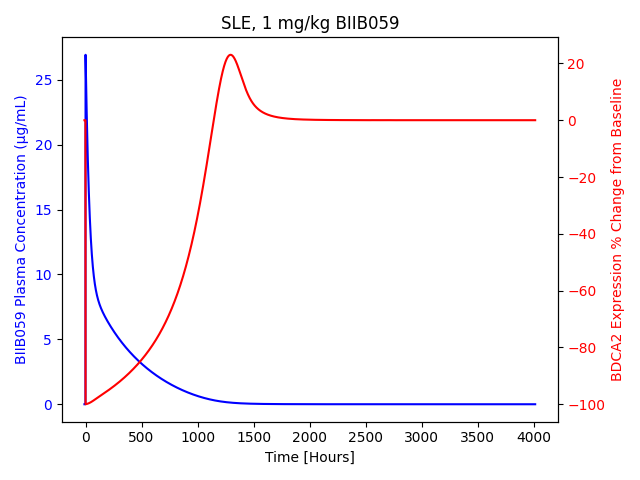 SLE, 1 mg/kg BIIB059
BIIB059 Plasma Concentration (μg/mL)
25
20
15
10
5
0
0 500 1000 1500 2000 2500 3000 3500 4000
Time [Hours]
20
0
−20
−40
−60
−80
−100
BDCA2 Expression % Change from Baseline